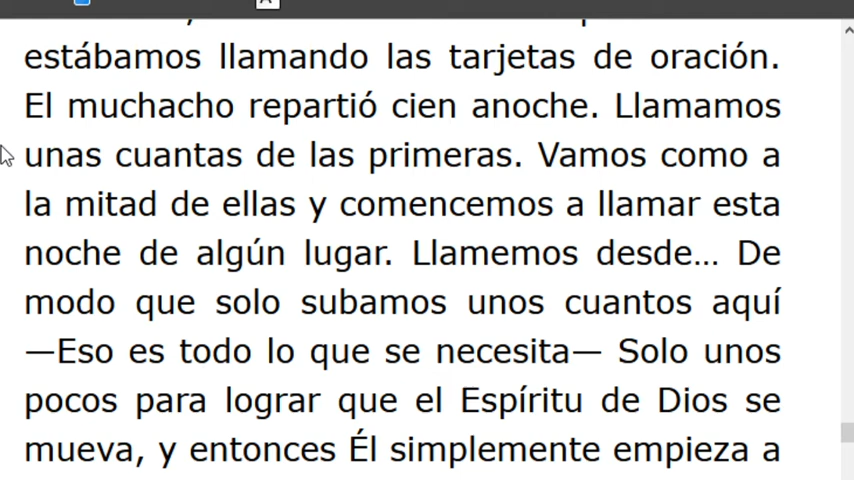 estábamos llamando las tarjetas de oración.
El muchacho repartió cien anoche. Llamamos
unas cuantas de las primeras. Vamos como a
la mitad de ellas y comencemos a llamar esta
noche de algún lugar. Llamemos desde... De
modo que solo subamos unos cuantos aquí
—Eso es todo lo que se necesita— Solo unos
pocos para lograr que el Espíritu de Dios se
mueva, y entonces Él simplemente empieza a